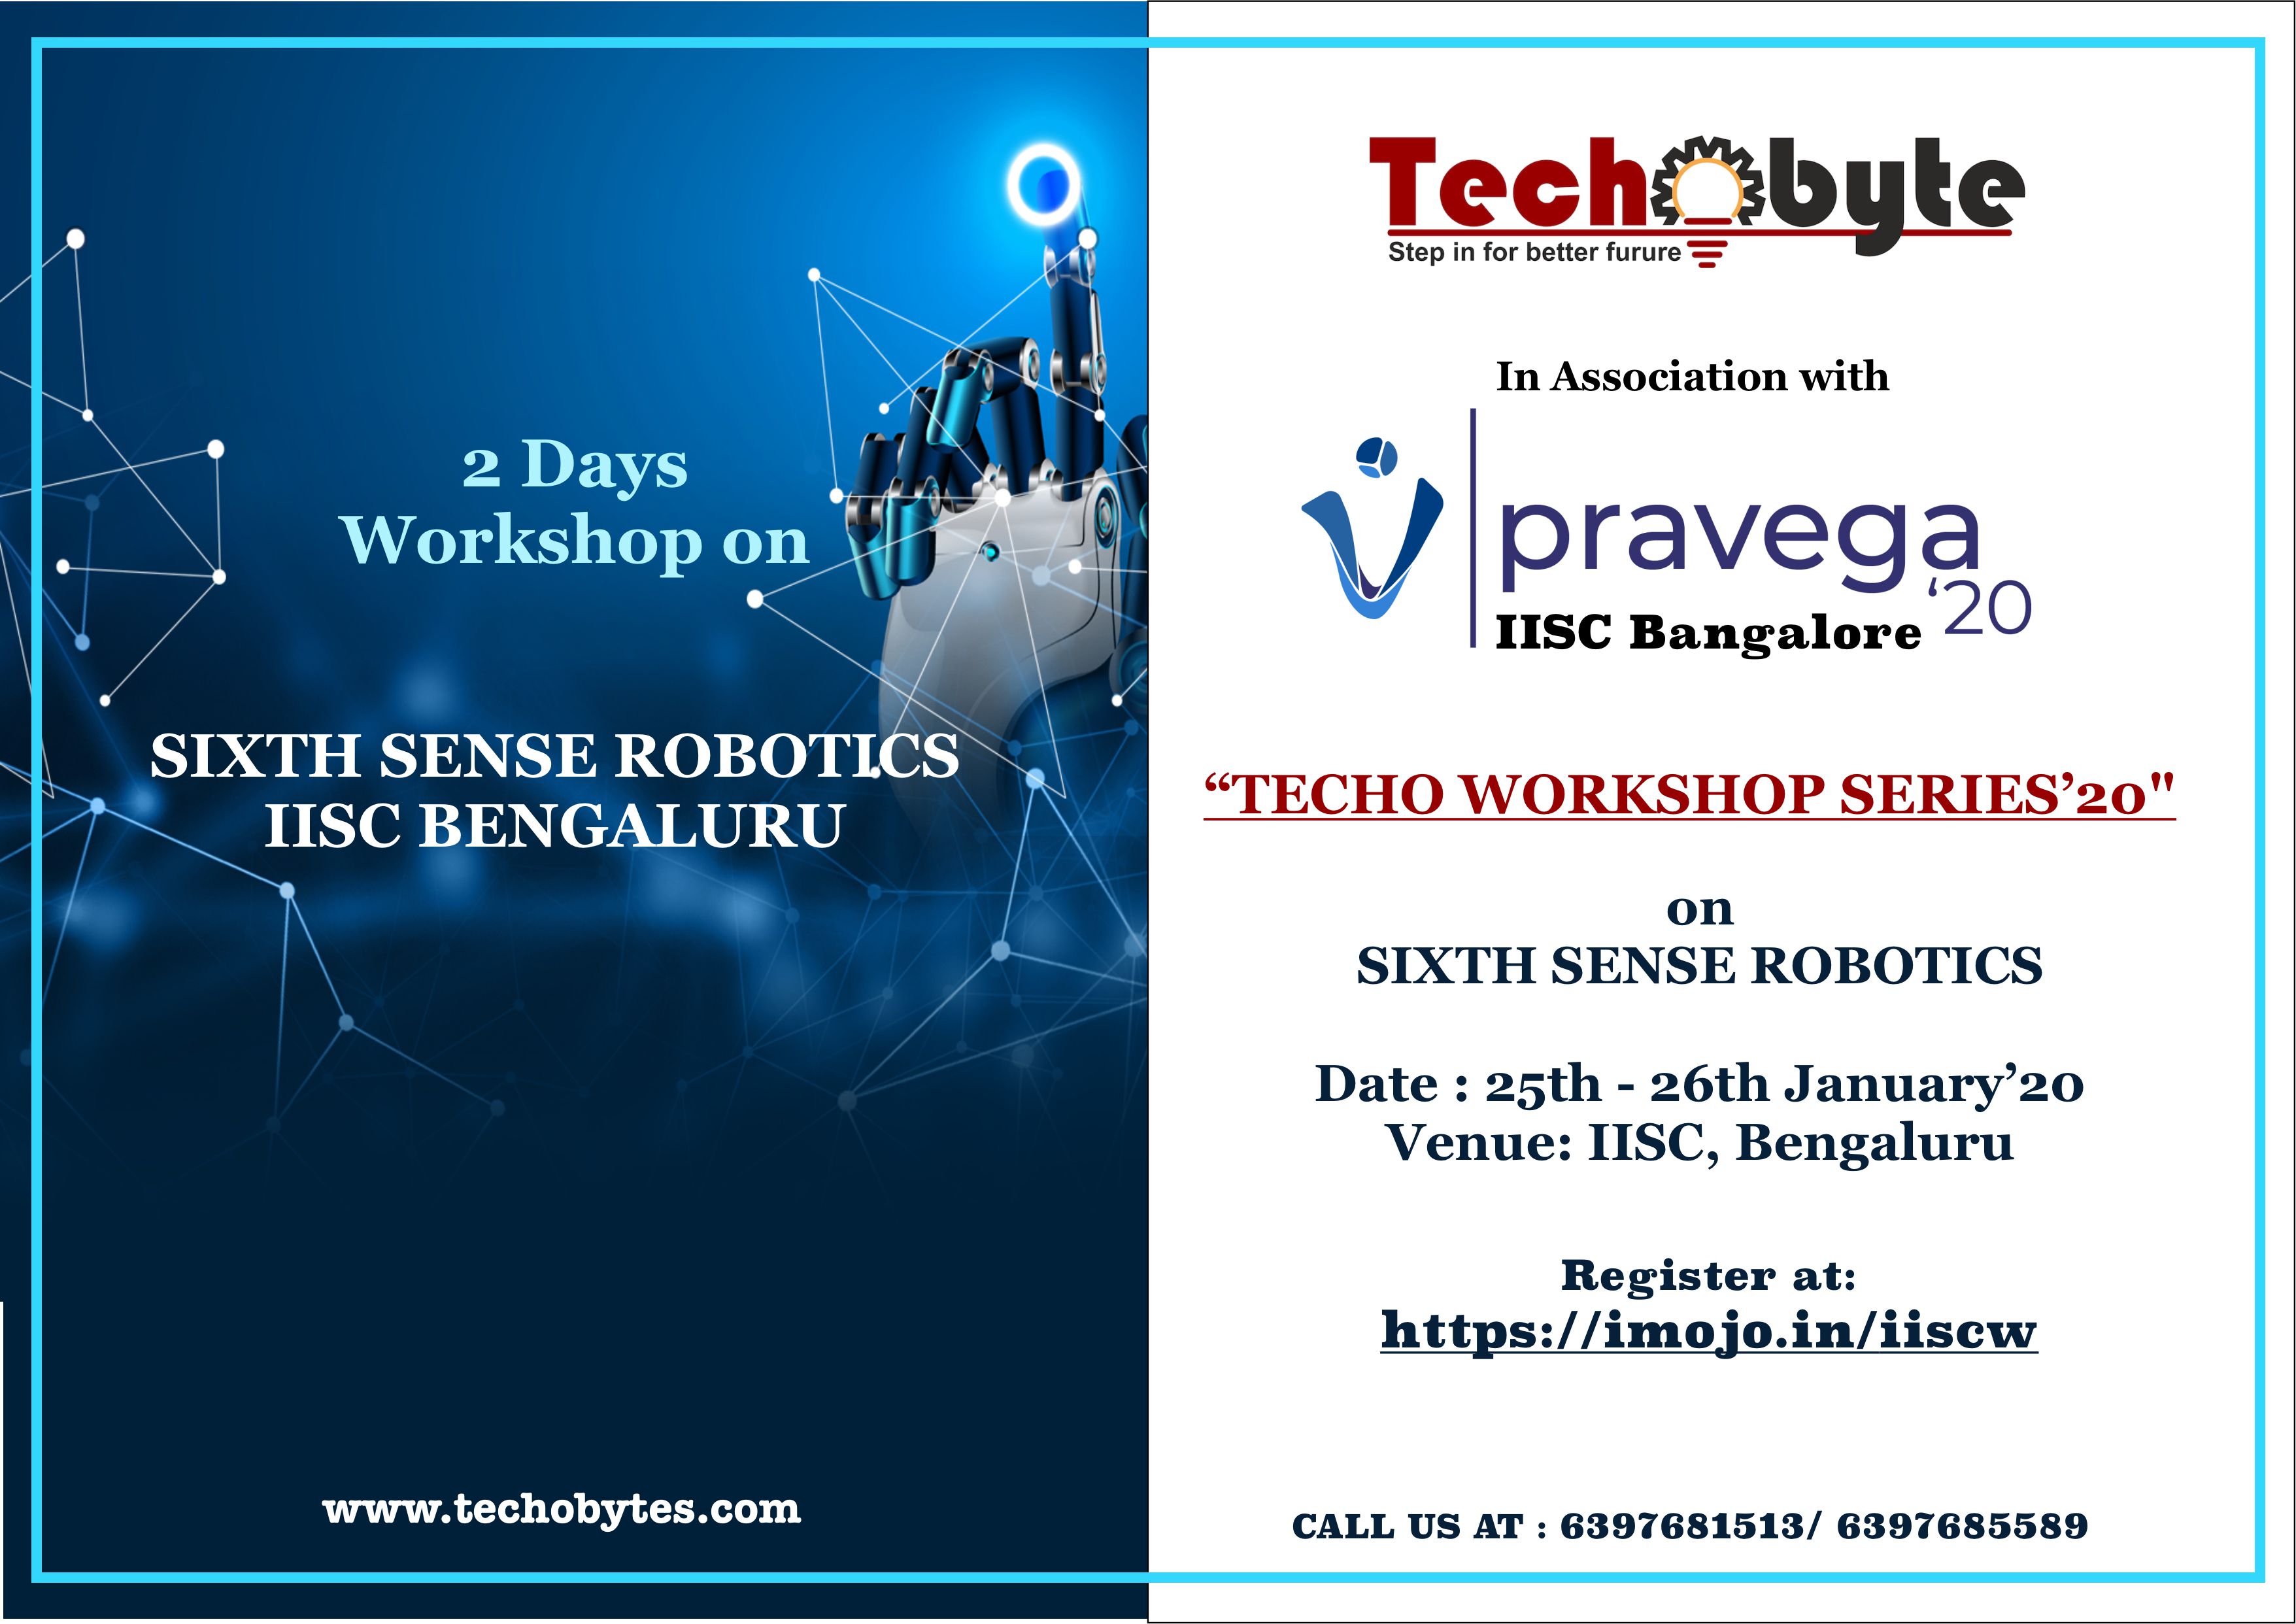 2 Days
Workshop on
SIXTH SENSE ROBOTICS
IISC BENGALURU
www.techobytes.com
Techobyte
Step in for better furure
In Association with
pravega
'20
IISC Bangalore
“TECHO WORKSHOP SERIES’20"
on
SIXTH SENSE ROBOTICS
Date : 25th - 26th January’20
Venue: IISC, Bengaluru
Register at:
https://imojo.in/iiscw
CALL US AT : 6397681513/ 6397685589